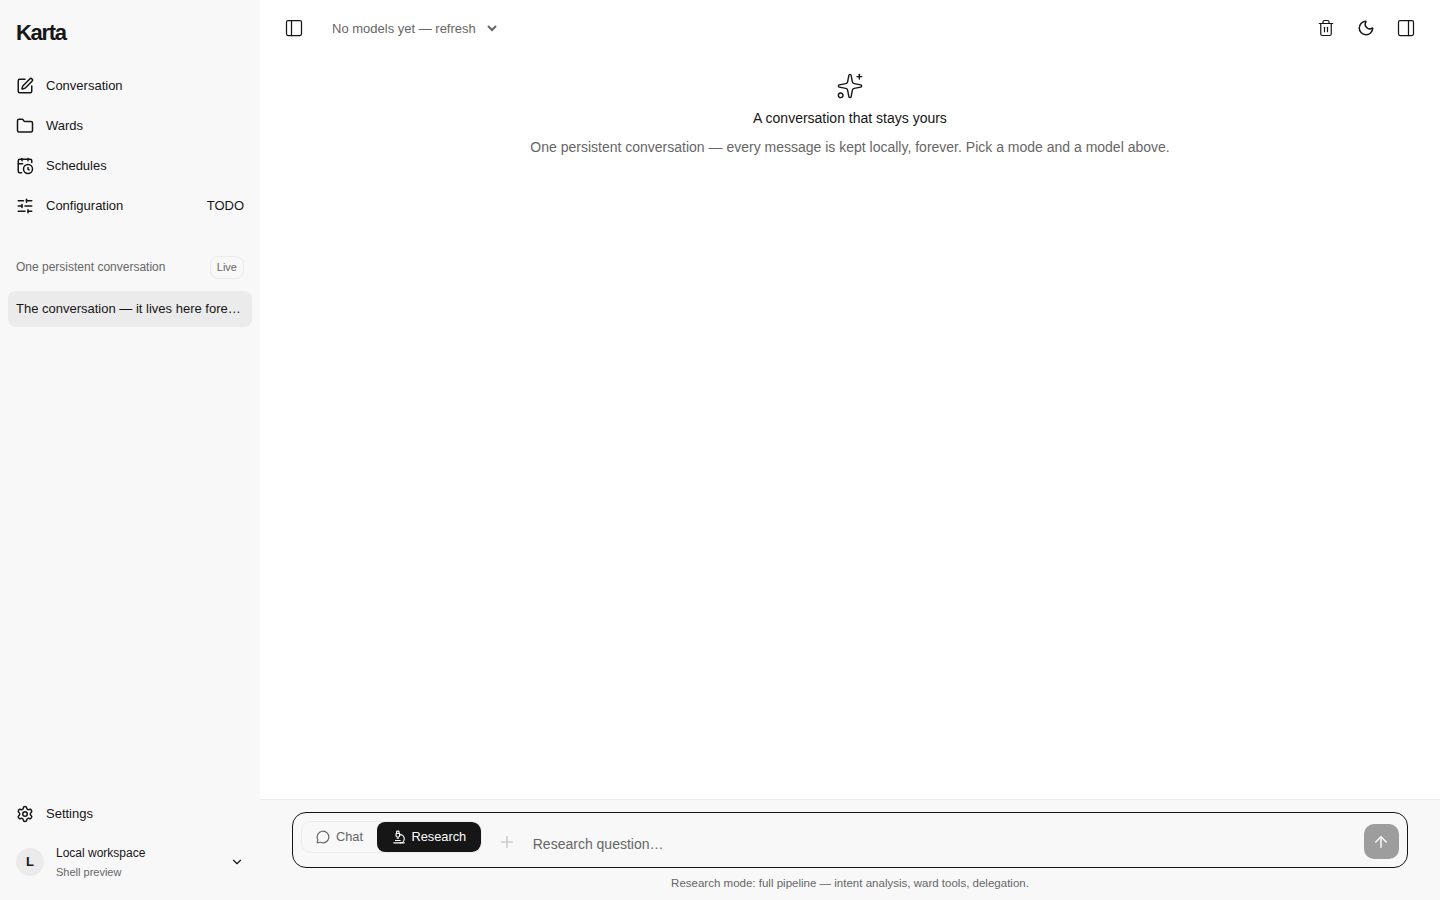 Karta
No models yet — refresh
Conversation
Wards
Schedules
Configuration TODO
One persistent conversation Live
The conversation — it lives here fore…
A conversation that stays yours
One persistent conversation — every message is kept locally, forever. Pick a mode and a model above.
Settings
L
Local workspace
Shell preview
Chat Research Research question…
Research mode: full pipeline — intent analysis, ward tools, delegation.